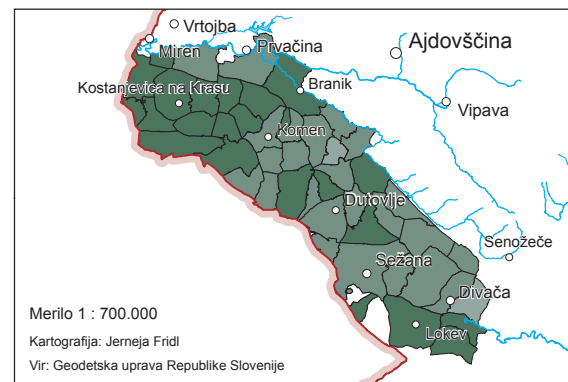 Vrtojba
Miren
Prvačina
Ajdovščina
Kostanjevica na Krasu
Branik
Vipava
Komen
Dutovlje
Senožeče
Sežana
Divača
Lokev
Merilo 1 : 700.000
Kartografija: Jerneja Fridl
Vir: Geodetska uprava Republike Slovenije